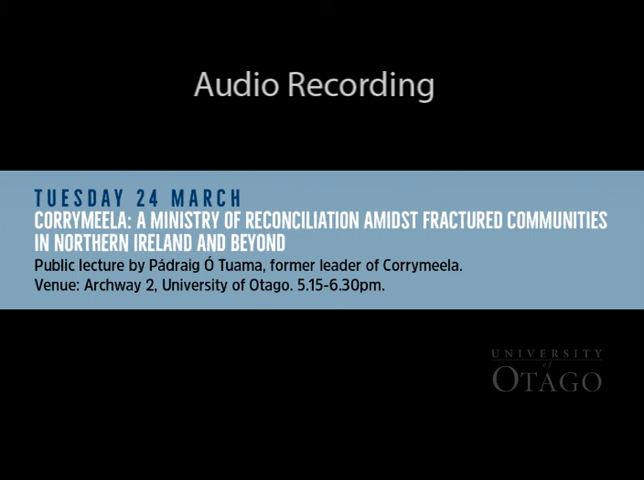 Audio Recording
TUESDAY 24 MARCH
CORRYMEELA: A MINISTRY OF RECONCILIATION AMIDST FRACTURED COMMUNITIES
IN NORTHERN IRELAND AND BEYOND
Public lecture by Pádraig Ó Tuama, former leader of Corrymeela.
Venue: Archway 2, University of Otago. 5.15-6.30pm.
UNIVERSITY
of
OTAGO